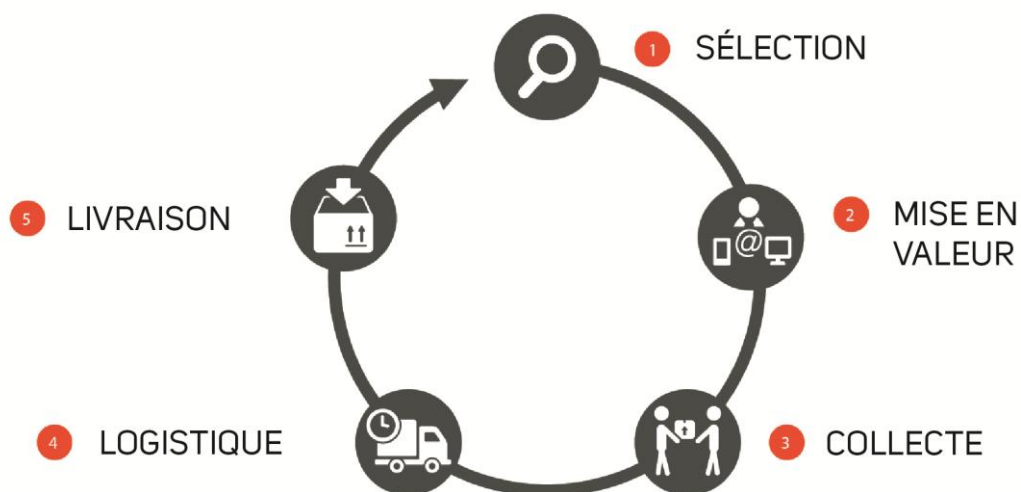 1 SÉLECTION
2 MISE EN
VALEUR
@
3 COLLECTE
4 LOGISTIQUE
5 LIVRAISON